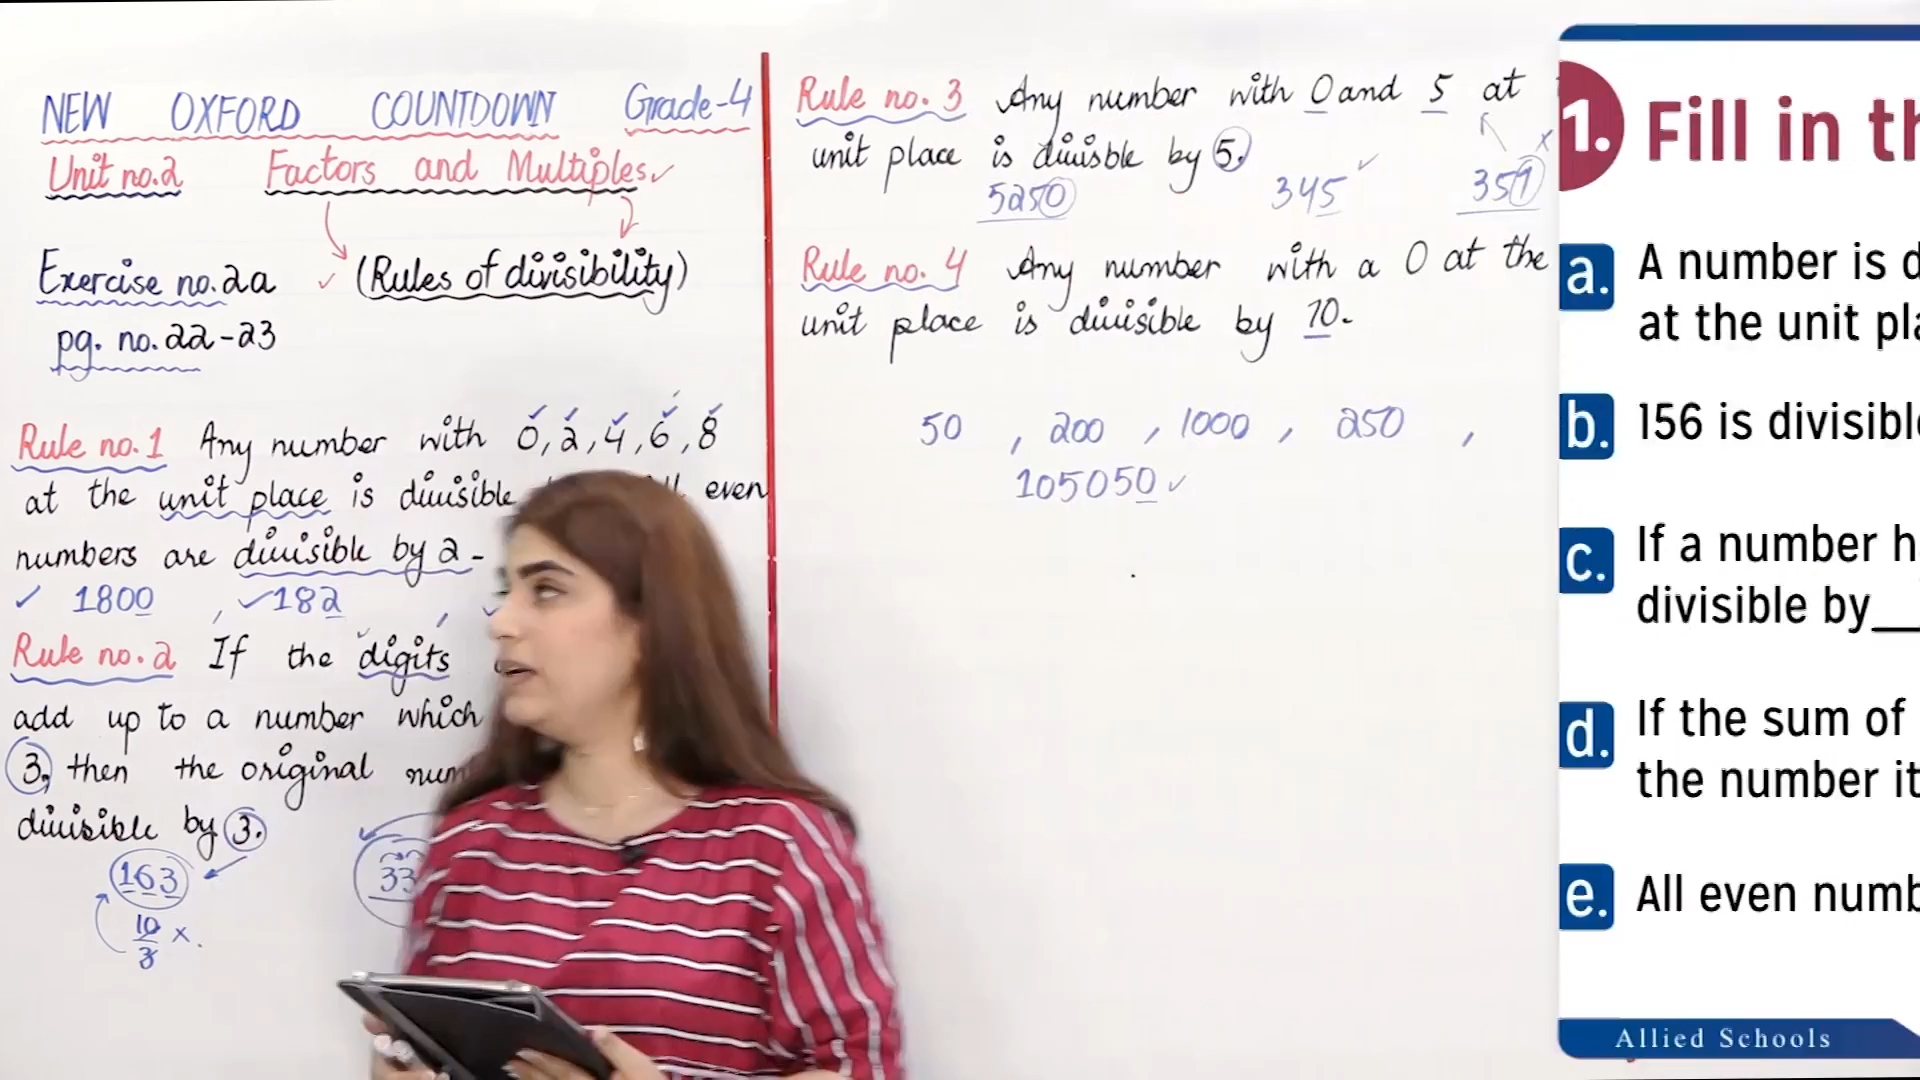 NEW OXFORD COUNTDOWN Grade-4
Unit no.2 Factors and Multiples
Exercise no.2a (Rules of divisibility)
pg. no.22-23
Rule no.1 Any number with 0,2,4,6,8
at the unit place is divisible even
numbers are divisible by 2-
1800, 182,
Rule no.2 If the digits
add up to a number which
3, then the original num
divisible by 3.
163
33
10
3 x.
Rule no. 3 Any number with 0 and 5 at
unit place is divisble by 5.
5250 345 351 x
Rule no. 4 Any number with a 0 at the
unit place is divisible by 10.
50, 200, 1000, 250,
105050
1. Fill in th
a. A number is d
at the unit pla
b. 156 is divisibl
c. If a number h
divisible by__
d. If the sum of
the number it
e. All even numb
Allied Schools